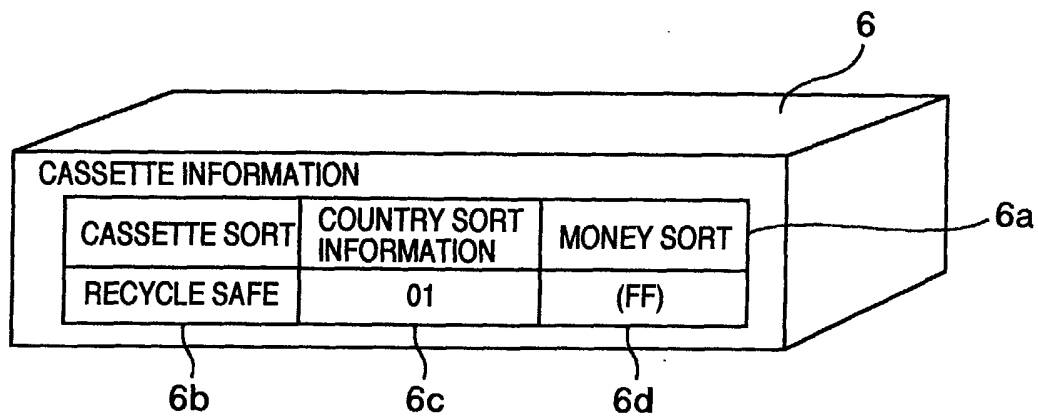 6
CASSETTE INFORMATION
CASSETTE SORT
COUNTRY SORT
INFORMATION
MONEY SORT
6a
RECYCLE SAFE
01
(FF)
6b
6c
6d